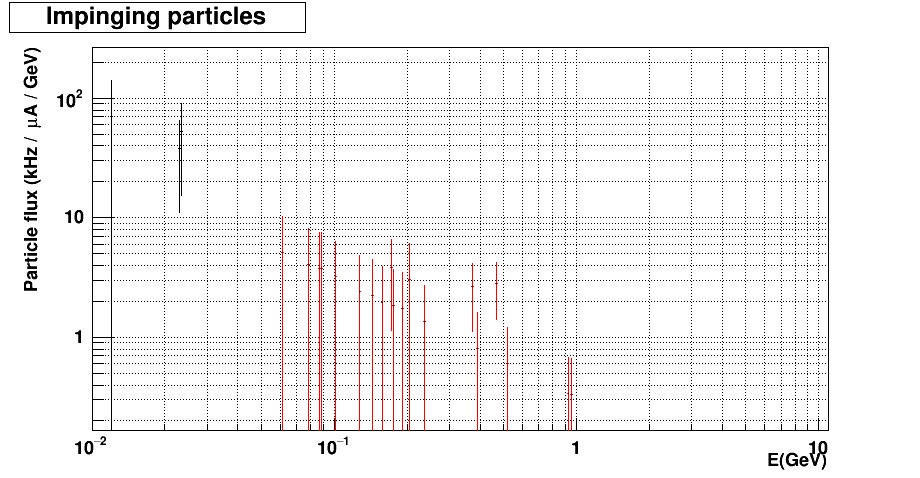 Impinging particles
Particle flux (kHz / μA / GeV)
10²
10
1
10⁻² 10⁻¹ 1 10
E(GeV)